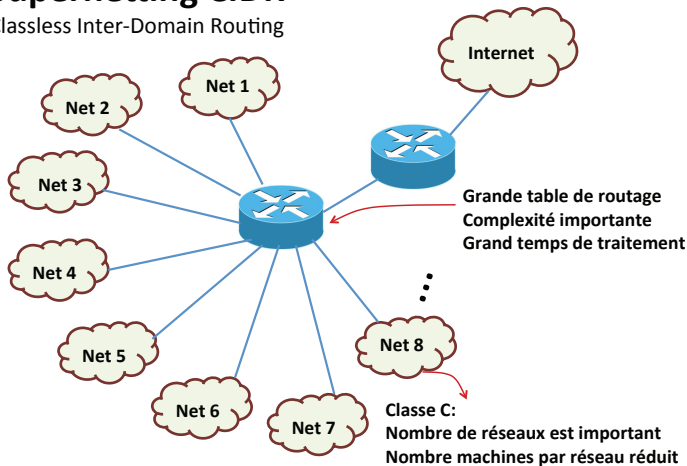 Classless Inter-Domain Routing
Internet
Net 1
Net 2
Net 3
Grande table de routage
Complexité importante
Grand temps de traitement
Net 4
Net 5
Net 8
Net 6
Net 7
Classe C:
Nombre de réseaux est important
Nombre machines par réseau réduit